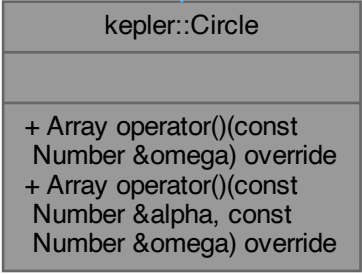 kepler::Circle
+ Array operator()(const
Number &omega) override
+ Array operator()(const
Number &alpha, const
Number &omega) override